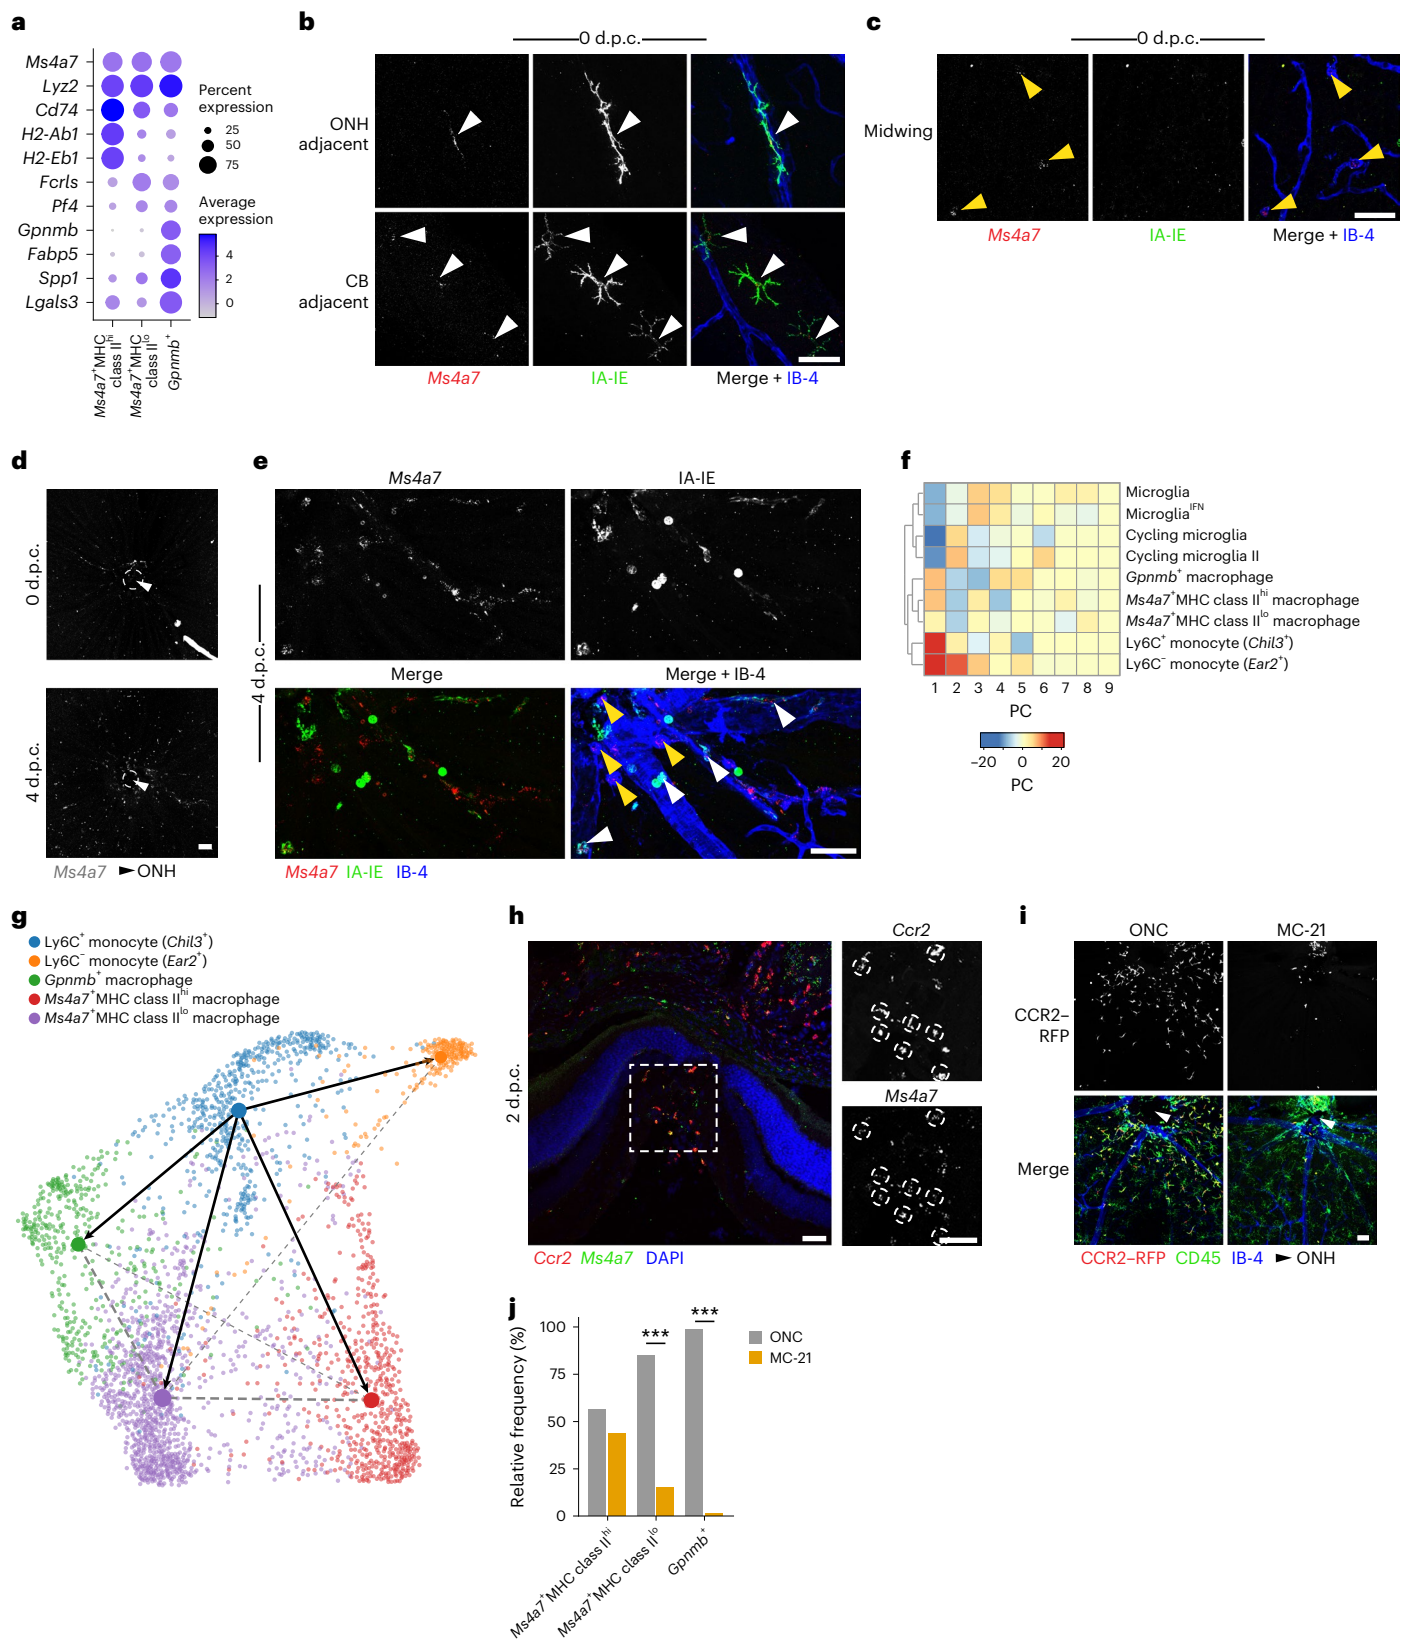 a
Ms4a7
Lyz2
Cd74
H2-Ab1
H2-Eb1
Fcrls
Pf4
Gpnmb
Fabp5
Spp1
Lgals3
Percent
expression
25
50
75
Average
expression
4
2
0
Ms4a7+MHC
class IIhi
Ms4a7+MHC
class IIlo
Gpnmb+
b
0 d.p.c.
ONH
adjacent
CB
adjacent
Ms4a7
IA-IE
Merge + IB-4
c
0 d.p.c.
Midwing
Ms4a7
IA-IE
Merge + IB-4
d
0 d.p.c.
4 d.p.c.
Ms4a7 ONH
e
Ms4a7
IA-IE
4 d.p.c.
Merge
Merge + IB-4
Ms4a7 IA-IE IB-4
f
Microglia
MicrogliaIFN
Cycling microglia
Cycling microglia II
Gpnmb+ macrophage
Ms4a7+MHC class IIhi macrophage
Ms4a7+MHC class IIlo macrophage
Ly6C+ monocyte (Chil3+)
Ly6C− monocyte (Ear2+)
1 2 3 4 5 6 7 8 9
PC
−20 0 20
PC
g
Ly6C+ monocyte (Chil3+)
Ly6C− monocyte (Ear2+)
Gpnmb+ macrophage
Ms4a7+MHC class IIhi macrophage
Ms4a7+MHC class IIlo macrophage
h
2 d.p.c.
Ccr2
Ms4a7
Ccr2 Ms4a7 DAPI
i
ONC
MC-21
CCR2–
RFP
Merge
CCR2–RFP CD45 IB-4 ONH
j
Relative frequency (%)
100
75
50
25
0
***
***
ONC
MC-21
Ms4a7+MHC class IIhi
Ms4a7+MHC class IIlo
Gpnmb+